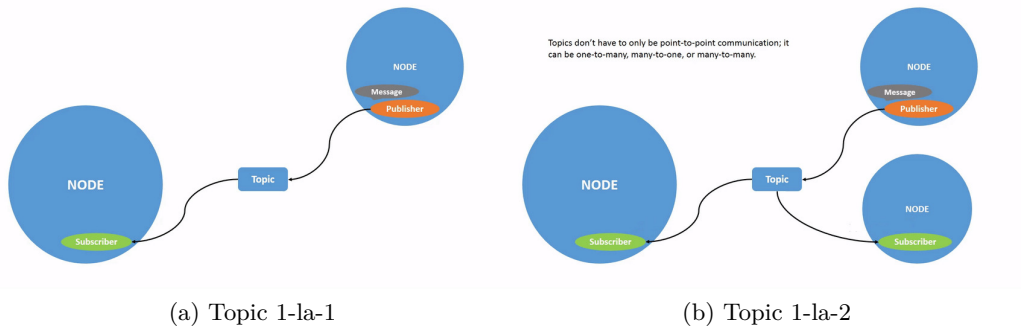 NODE
Message
Publisher
Topic
NODE
Subscriber
(a) Topic 1-la-1
Topics don't have to only be point-to-point communication; it
can be one-to-many, many-to-one, or many-to-many.
NODE
Message
Publisher
Topic
NODE
Subscriber
NODE
Subscriber
(b) Topic 1-la-2